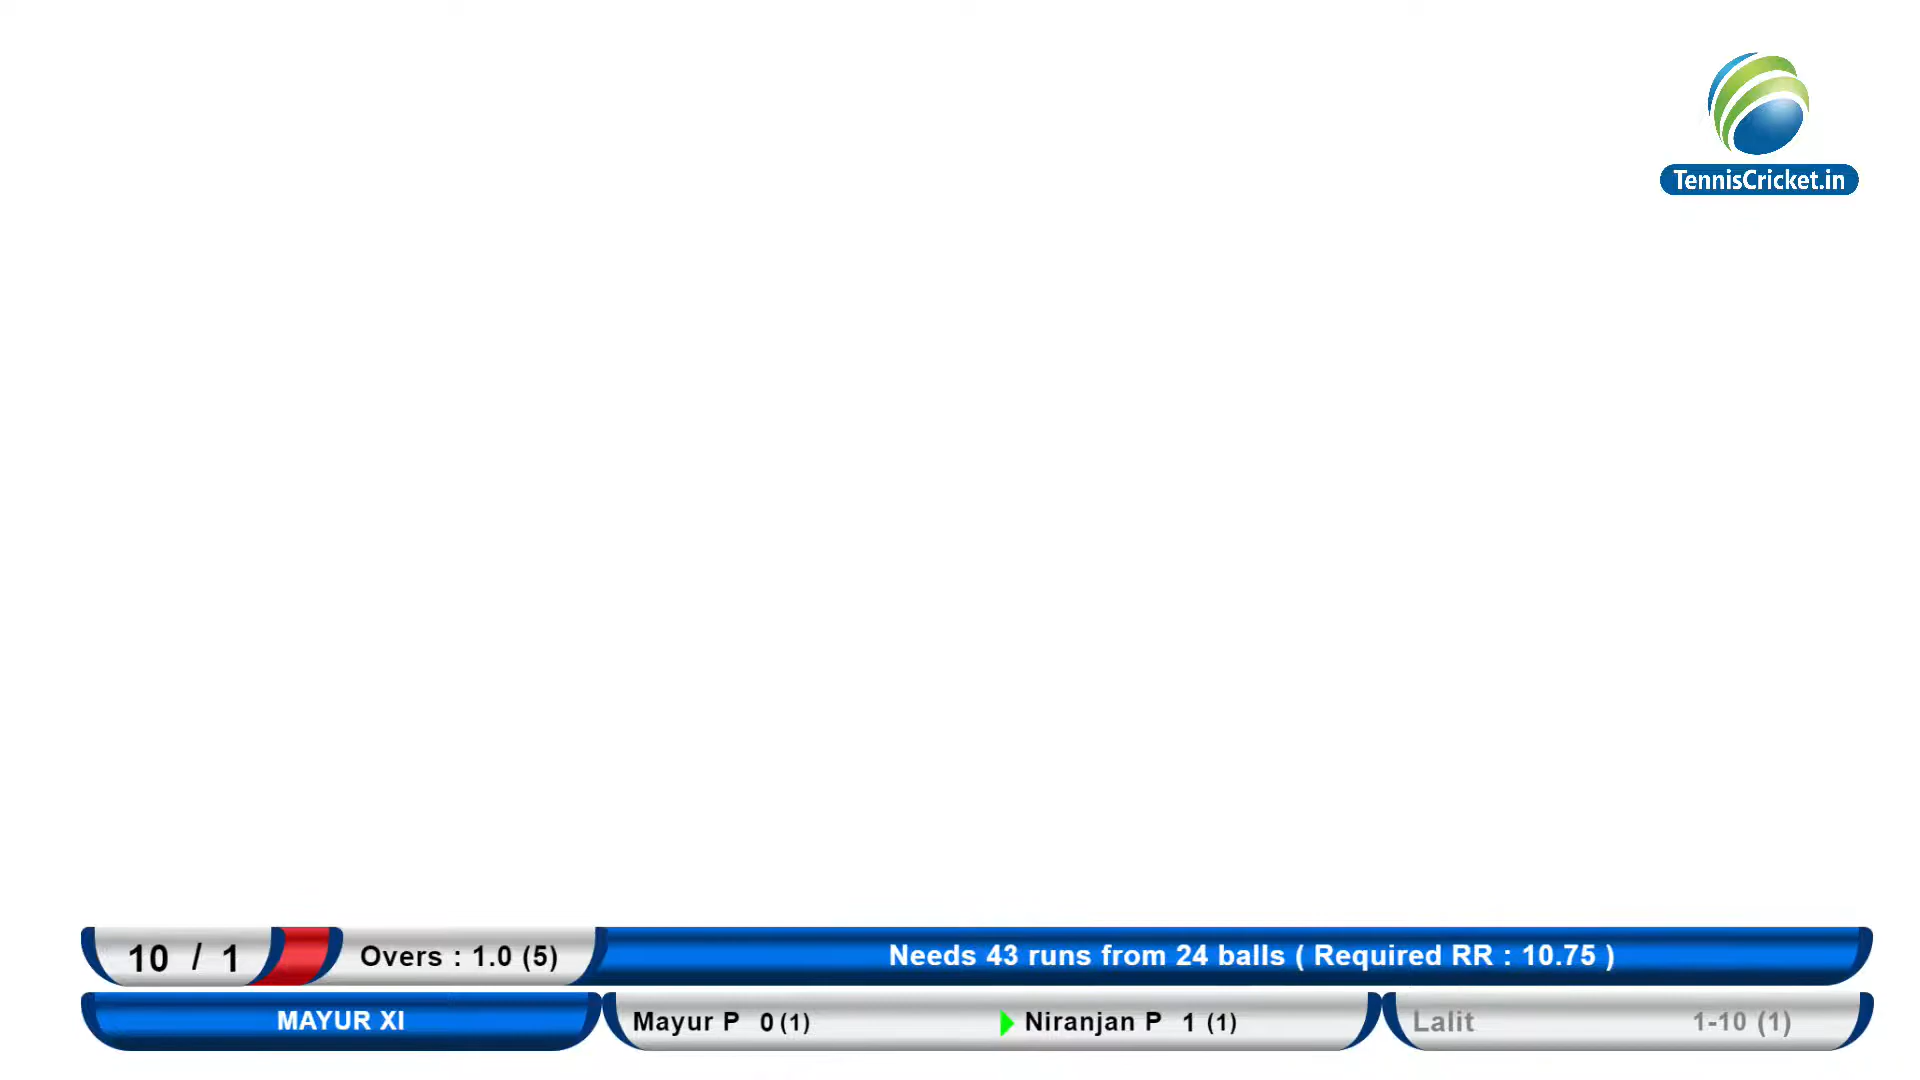 TennisCricket.in
10 / 1 Overs : 1.0 (5) Needs 43 runs from 24 balls ( Required RR : 10.75 )
MAYUR XI Mayur P 0 (1) Niranjan P 1 (1) Lalit 1-10 (1)